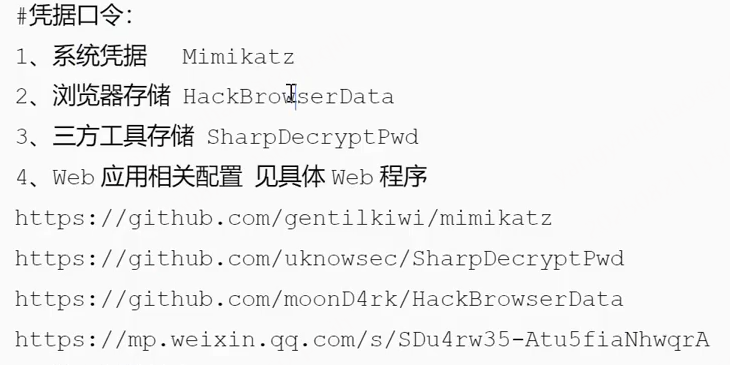 #凭据口令:
1、系统凭据 Mimikatz
2、浏览器存储 HackBrowserData
3、三方工具存储 SharpDecryptPwd
4、Web 应用相关配置 见具体 Web 程序
https://github.com/gentilkiwi/mimikatz
https://github.com/uknowsec/SharpDecryptPwd
https://github.com/moonD4rk/HackBrowserData
https://mp.weixin.qq.com/s/SDu4rw35-Atu5fiaNhwqrA